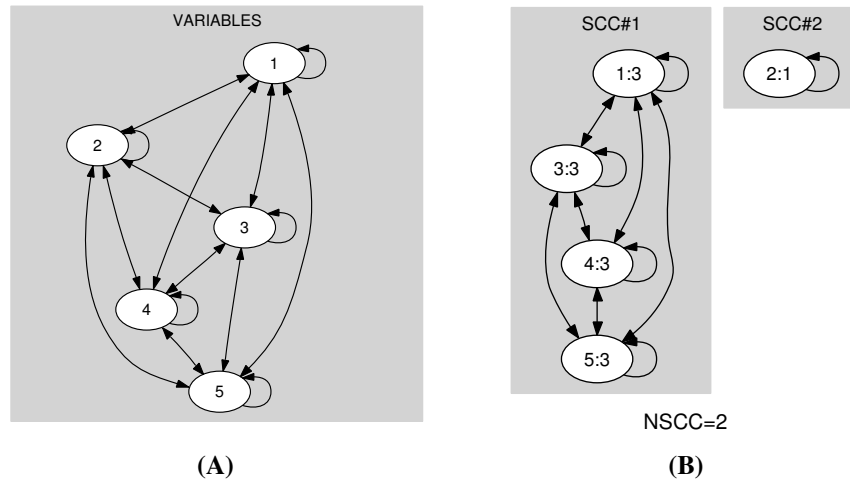 VARIABLES
1
2
3
4
5
SCC#1
1:3
3:3
4:3
5:3
SCC#2
2:1
NSCC=2
(A)
(B)